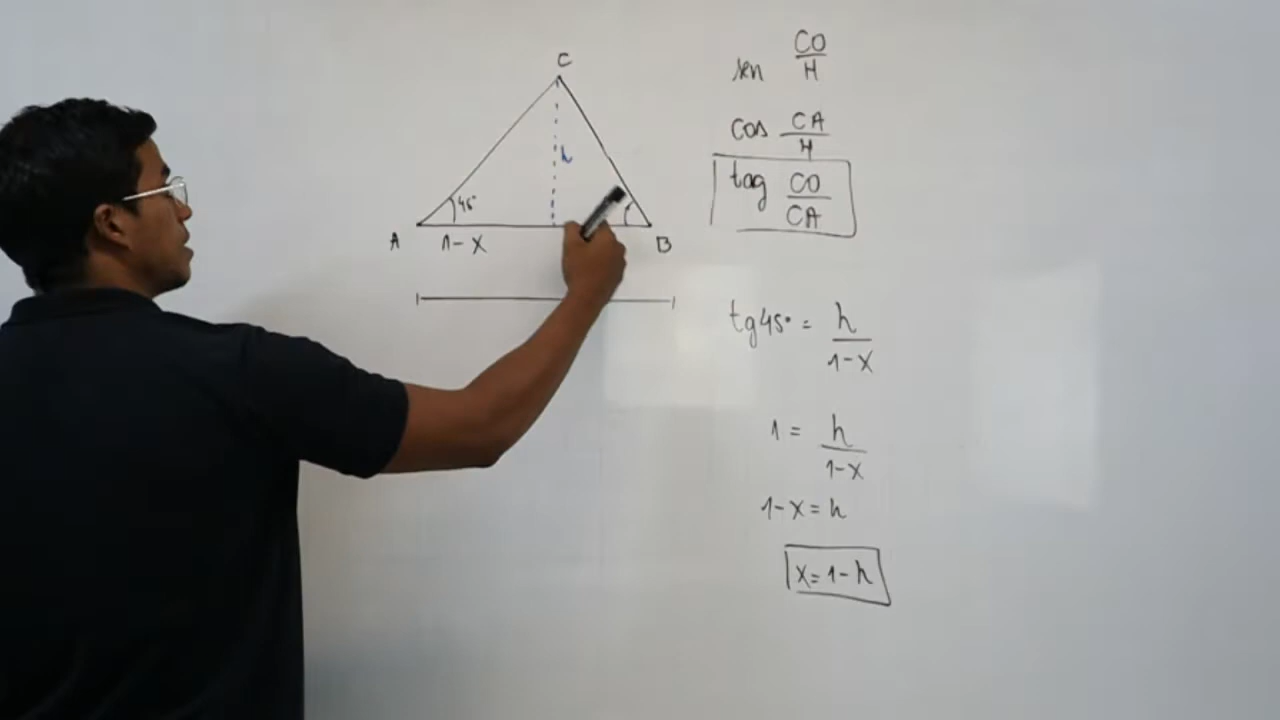 C
h
45°
A
1-X
B
sen CO/H
cos CA/H
tag CO/CA
tg45° = h/1-X
1 = h/1-X
1-X=h
X=1-h